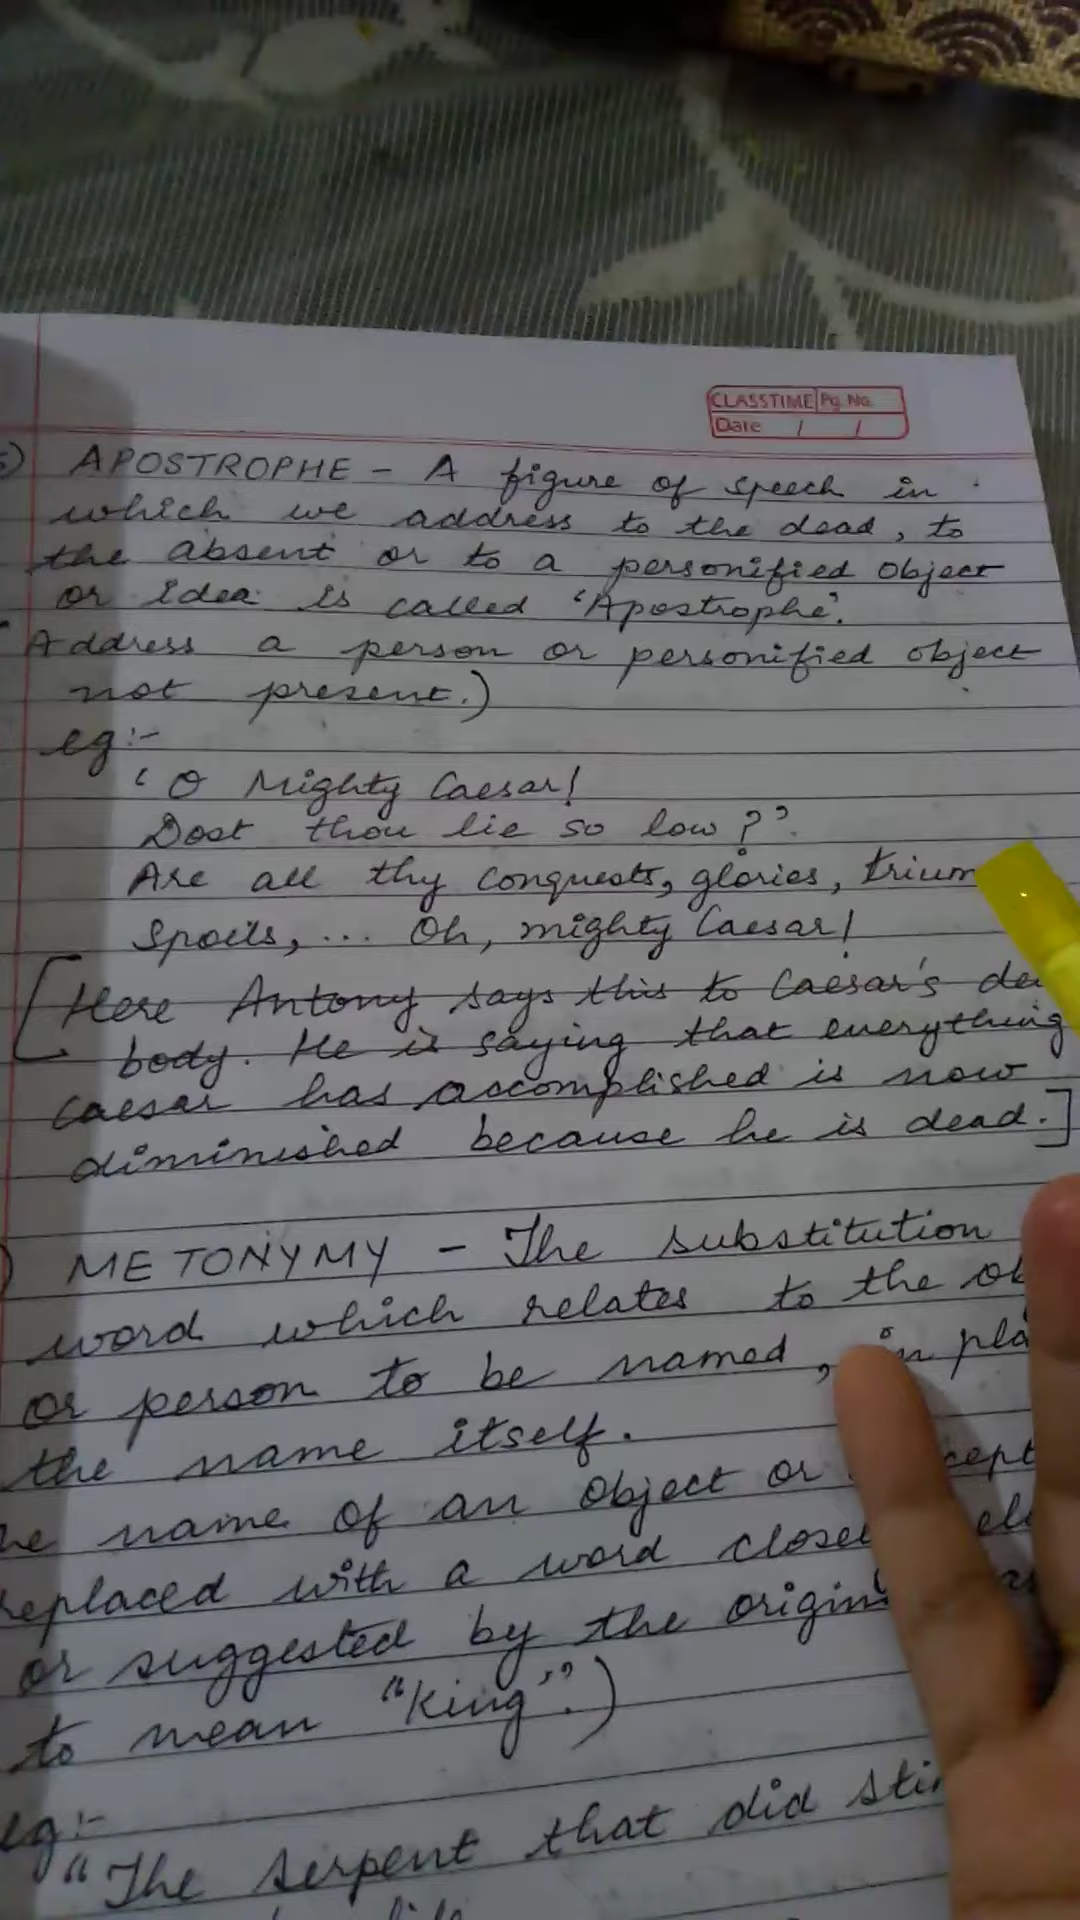 CLASSTIME Pg. No.
Date / /
5) APOSTROPHE - A figure of speech in
which we address to the dead, to
the absent or to a personified object
or idea is called 'Apostrophe'.
(Address a person or personified object
not present.)
eg:-
'O Mighty Caesar!
Dost thou lie so low?'
Are all thy conquests, glories, trium
Spoils, ... Oh, mighty Caesar!
[Here Antony says this to Caesar's
body. He is saying that everything
Caesar has accomplished is now
diminished because he is dead.]
) METONYMY - The substitution
word which relates to the
or person to be named, in
the name itself.
name of an object or
replaced with a word
or suggested by the
to mean "King".)
eg:-
"The serpent that did